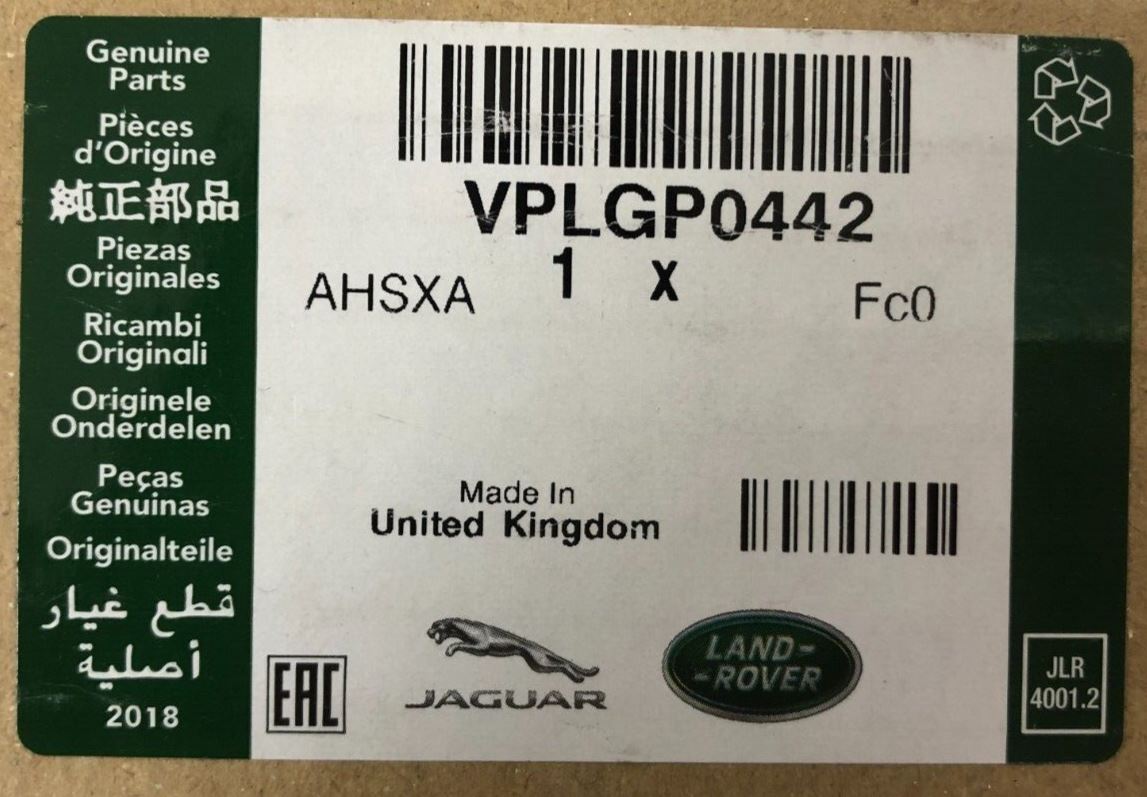 Genuine
Parts
Pièces
d'Origine
純正部品
Piezas
Originales
Ricambi
Originali
Originele
Onderdelen
Peças
Genuinas
Originalteile
قطع غيار
أصلية
2018
VPLGP0442
1 X
AHSXA
Fc0
Made In
United Kingdom
EAC
JAGUAR
LAND-
-ROVER
JLR
4001.2